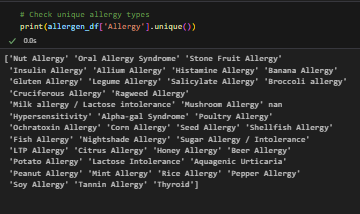 # Check unique allergy types
print(allergen_df['Allergy'].unique())
0.0s
['Nut Allergy' 'Oral Allergy Syndrome' 'Stone Fruit Allergy'
'Insulin Allergy' 'Allium Allergy' 'Histamine Allergy' 'Banana Allergy'
'Gluten Allergy' 'Legume Allergy' 'Salicylate Allergy' 'Broccoli allergy'
'Cruciferous Allergy' 'Ragweed Allergy'
'Milk allergy / Lactose intolerance' 'Mushroom Allergy' nan
'Hypersensitivity' 'Alpha-gal Syndrome' 'Poultry Allergy'
'Ochratoxin Allergy' 'Corn Allergy' 'Seed Allergy' 'Shellfish Allergy'
'Fish Allergy' 'Nightshade Allergy' 'Sugar Allergy / Intolerance'
'LTP Allergy' 'Citrus Allergy' 'Honey Allergy' 'Beer Allergy'
'Potato Allergy' 'Lactose Intolerance' 'Aquagenic Urticaria'
'Peanut Allergy' 'Mint Allergy' 'Rice Allergy' 'Pepper Allergy'
'Soy Allergy' 'Tannin Allergy' 'Thyroid']